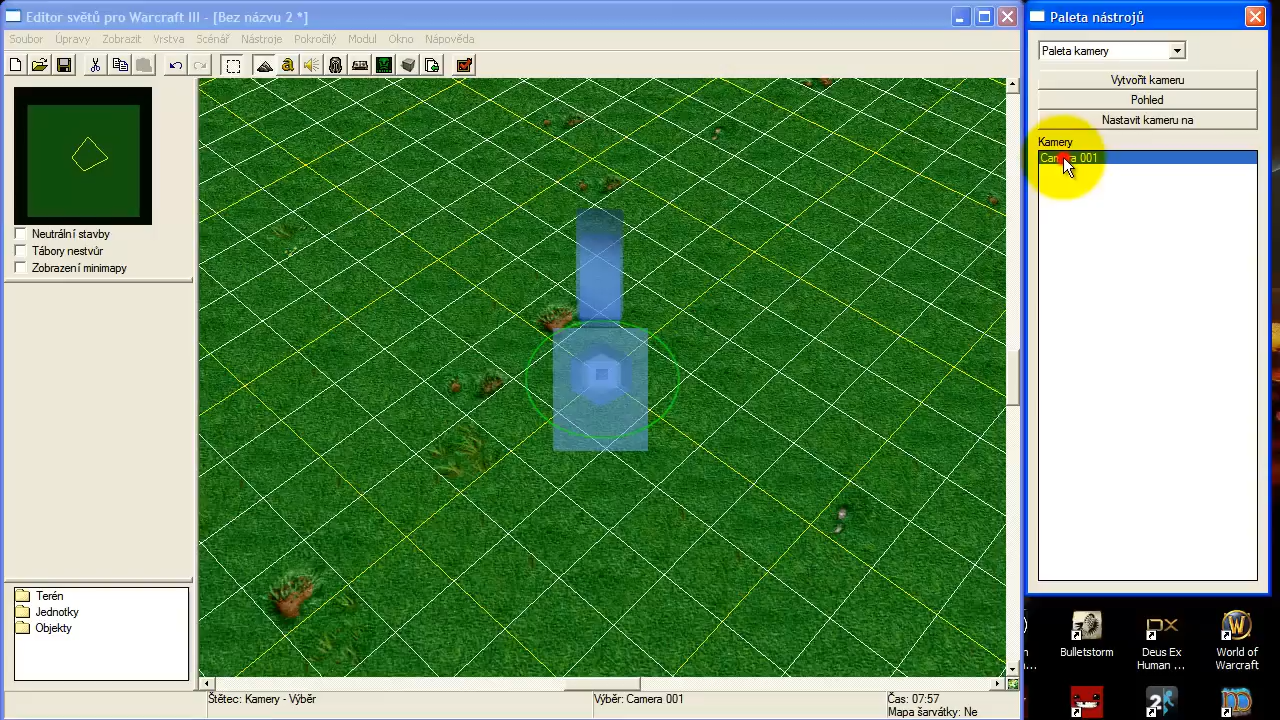 Editor světů pro Warcraft III - [Bez názvu 2 *]
Soubor Úpravy Zobrazit Vrstva Scénář Nástroje Pokročilý Modul Okno Nápověda
Neutrální stavby
Tábory nestvůr
Zobrazení minimapy
Terén
Jednotky
Objekty
Štětec: Kamery - Výběr
Výběr: Camera 001
Čas: 07:57
Mapa šarvátky: Ne
Paleta nástrojů
Paleta kamery
Vytvořit kameru
Pohled
Nastavit kameru na
Kamery
Camera 001
Bulletstorm
Deus Ex
Human ...
World of
Warcraft